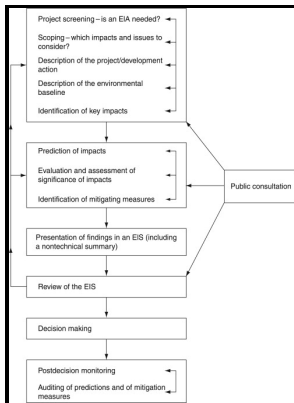 Project screening – is an EIA needed?
Scoping – which impacts and issues to
consider?
Description of the project/development
action
Description of the environmental
baseline
Identification of key impacts
Prediction of impacts
Evaluation and assessment of
significance of impacts
Identification of mitigating measures
Public consultation
Presentation of findings in an EIS (including
a nontechnical summary)
Review of the EIS
Decision making
Postdecision monitoring
Auditing of predictions and of mitigation
measures